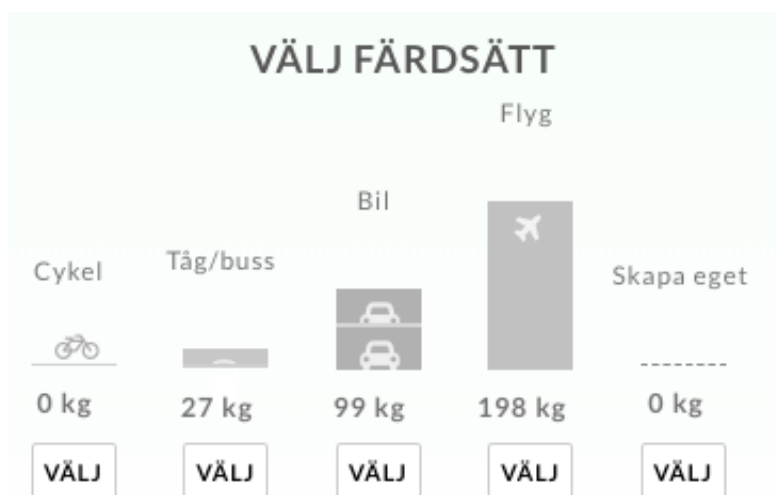 VÄLJ FÄRDSÄTT
Flyg
Bil
Cykel
Tåg/buss
Skapa eget
0 kg
27 kg
99 kg
198 kg
0 kg
VÄLJ
VÄLJ
VÄLJ
VÄLJ
VÄLJ